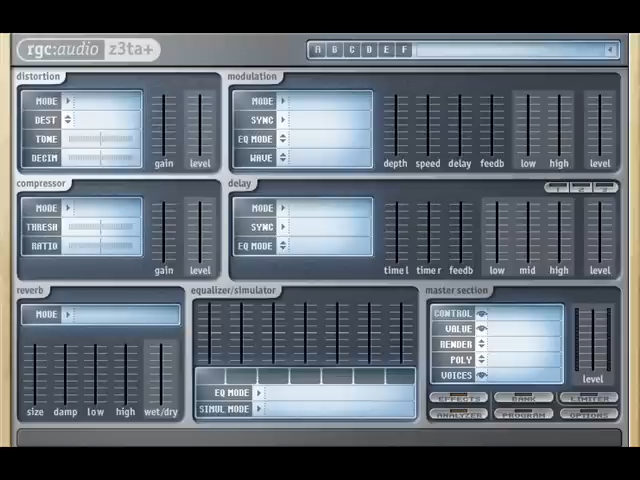 rgc:audio z3ta+ A B C D E F
distortion modulation
MODE MODE
DEST SYNC
TONE EQ MODE
DECIM WAVE
gain level depth speed delay feedb low high level
compressor delay 1 2 3
MODE MODE
THRESH SYNC
RATIO EQ MODE
gain level time l time r feedb low mid high level
reverb equalizer/simulator master section
MODE CONTROL
VALUE
RENDER
POLY
VOICES
level
EQ MODE
SIMUL MODE
size damp low high wet/dry
EFFECTS BANK LIMITER
ANALYZER PROGRAM OPTIONS